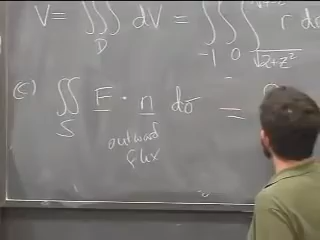 V = ∭_D dV = ∫_{-1} ∫_0 ∫_{√(2+z²)} r d
(c) ∬_S F · n dσ =
outward
flux